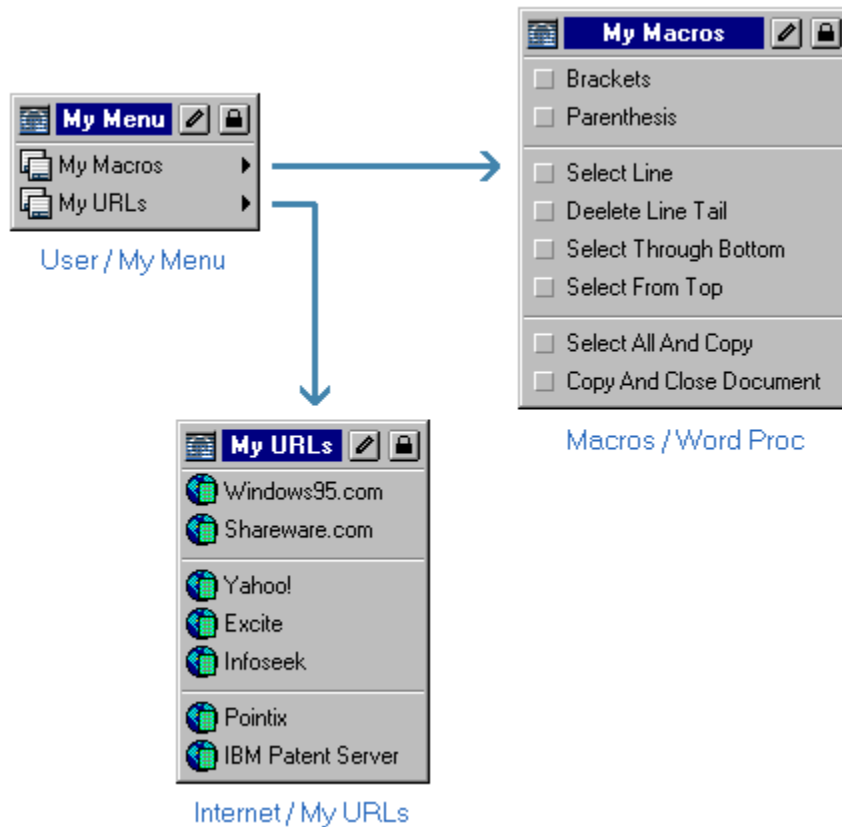 My Menu
My Macros
My URLs
User / My Menu
My Macros
Brackets
Parenthesis
Select Line
Deelete Line Tail
Select Through Bottom
Select From Top
Select All And Copy
Copy And Close Document
Macros / Word Proc
My URLs
Windows95.com
Shareware.com
Yahoo!
Excite
Infoseek
Pointix
IBM Patent Server
Internet / My URLs